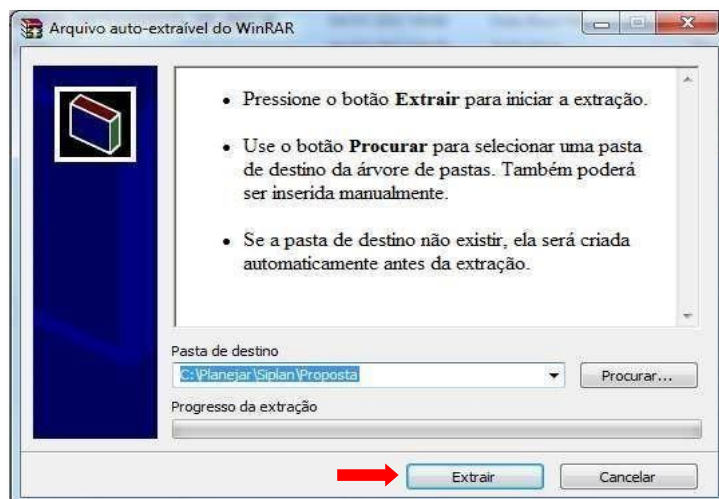 Arquivo auto-extraível do WinRAR
• Pressione o botão Extrair para iniciar a extração.
• Use o botão Procurar para selecionar uma pasta
de destino da árvore de pastas. Também poderá
ser inserida manualmente.
• Se a pasta de destino não existir, ela será criada
automaticamente antes da extração.
Pasta de destino
C:\Planejar\Siplan\Proposta
Procurar...
Progresso da extração
Extrair
Cancelar